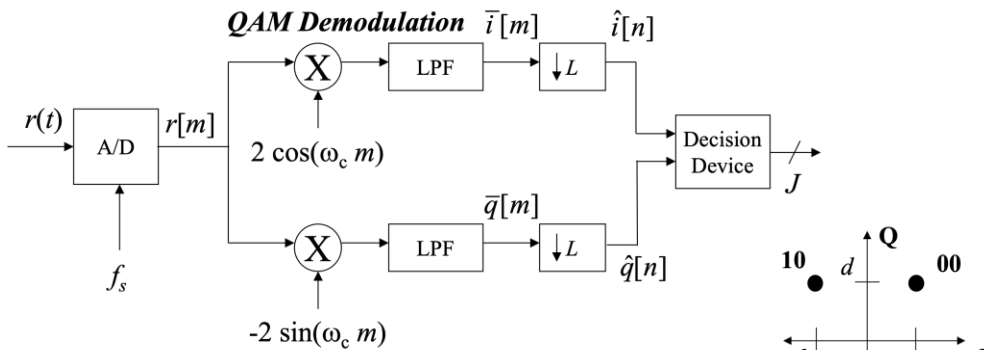 QAM Demodulation
i̅[m]
î[n]
X
LPF
↓L
r(t)
A/D
r[m]
2 cos(ω_c m)
Decision
Device
J
q̅[m]
X
LPF
↓L
q̂[n]
f_s
-2 sin(ω_c m)
Q
10
d
00